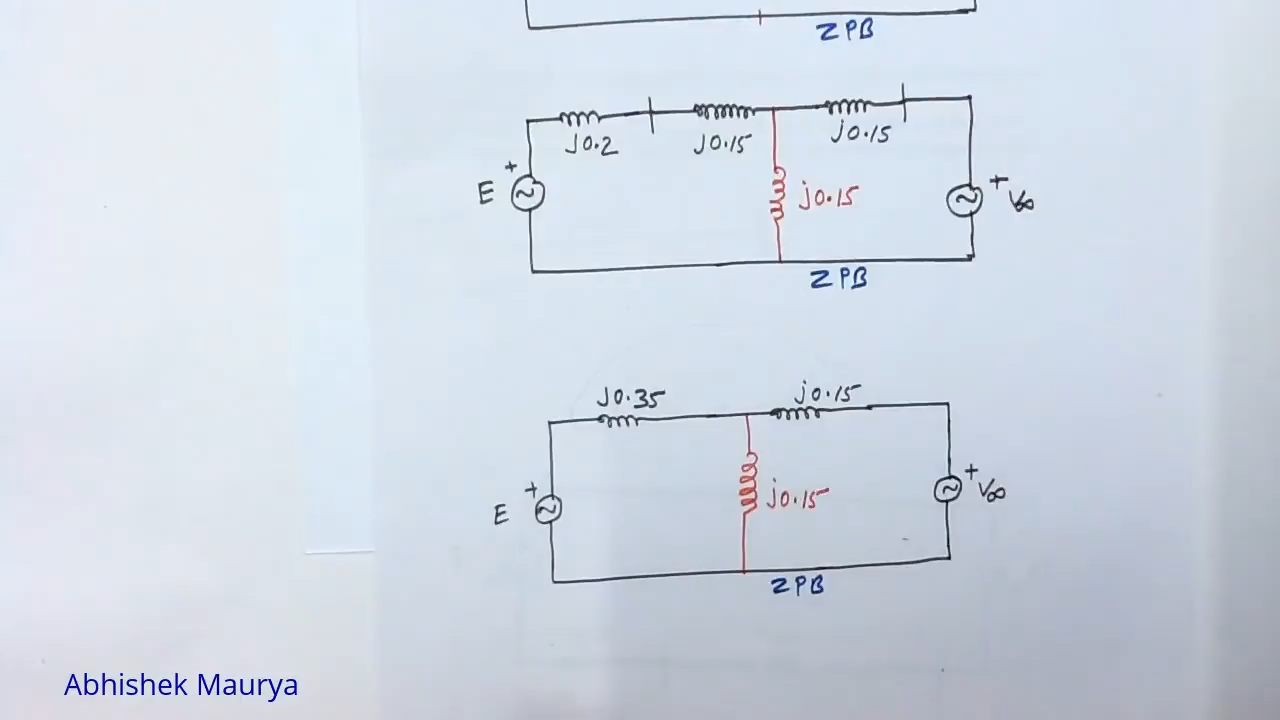 ZPB
j0.2
j0.15
j0.15
E
+
j0.15
+
V∞
ZPB
j0.35
j0.15
E
+
j0.15
+
V∞
ZPB
Abhishek Maurya